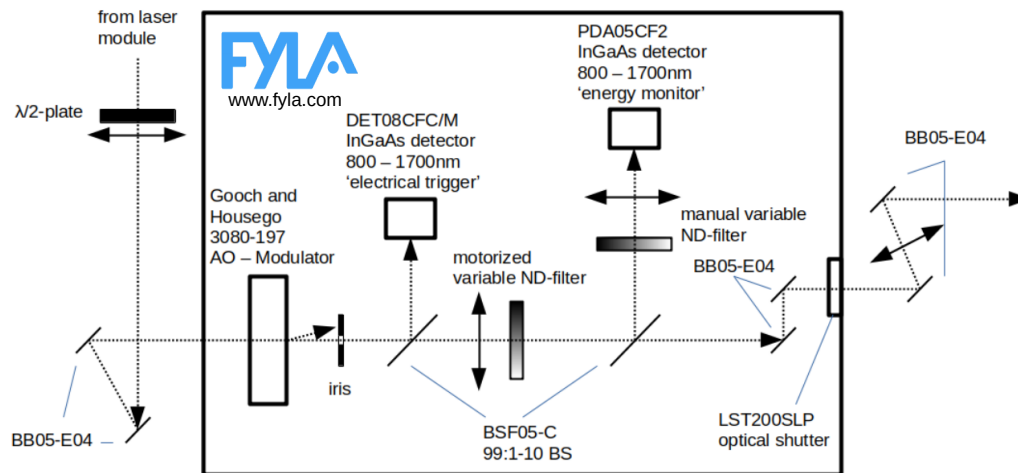 from laser
module
λ/2-plate
FYLA
www.fyla.com
DET08CFC/M
InGaAs detector
800 – 1700nm
‘electrical trigger’
PDA05CF2
InGaAs detector
800 – 1700nm
‘energy monitor’
BB05-E04
Gooch and
Housego
3080-197
AO – Modulator
motorized
variable ND-filter
manual variable
ND-filter
BB05-E04
iris
BB05-E04
BSF05-C
99:1-10 BS
LST200SLP
optical shutter